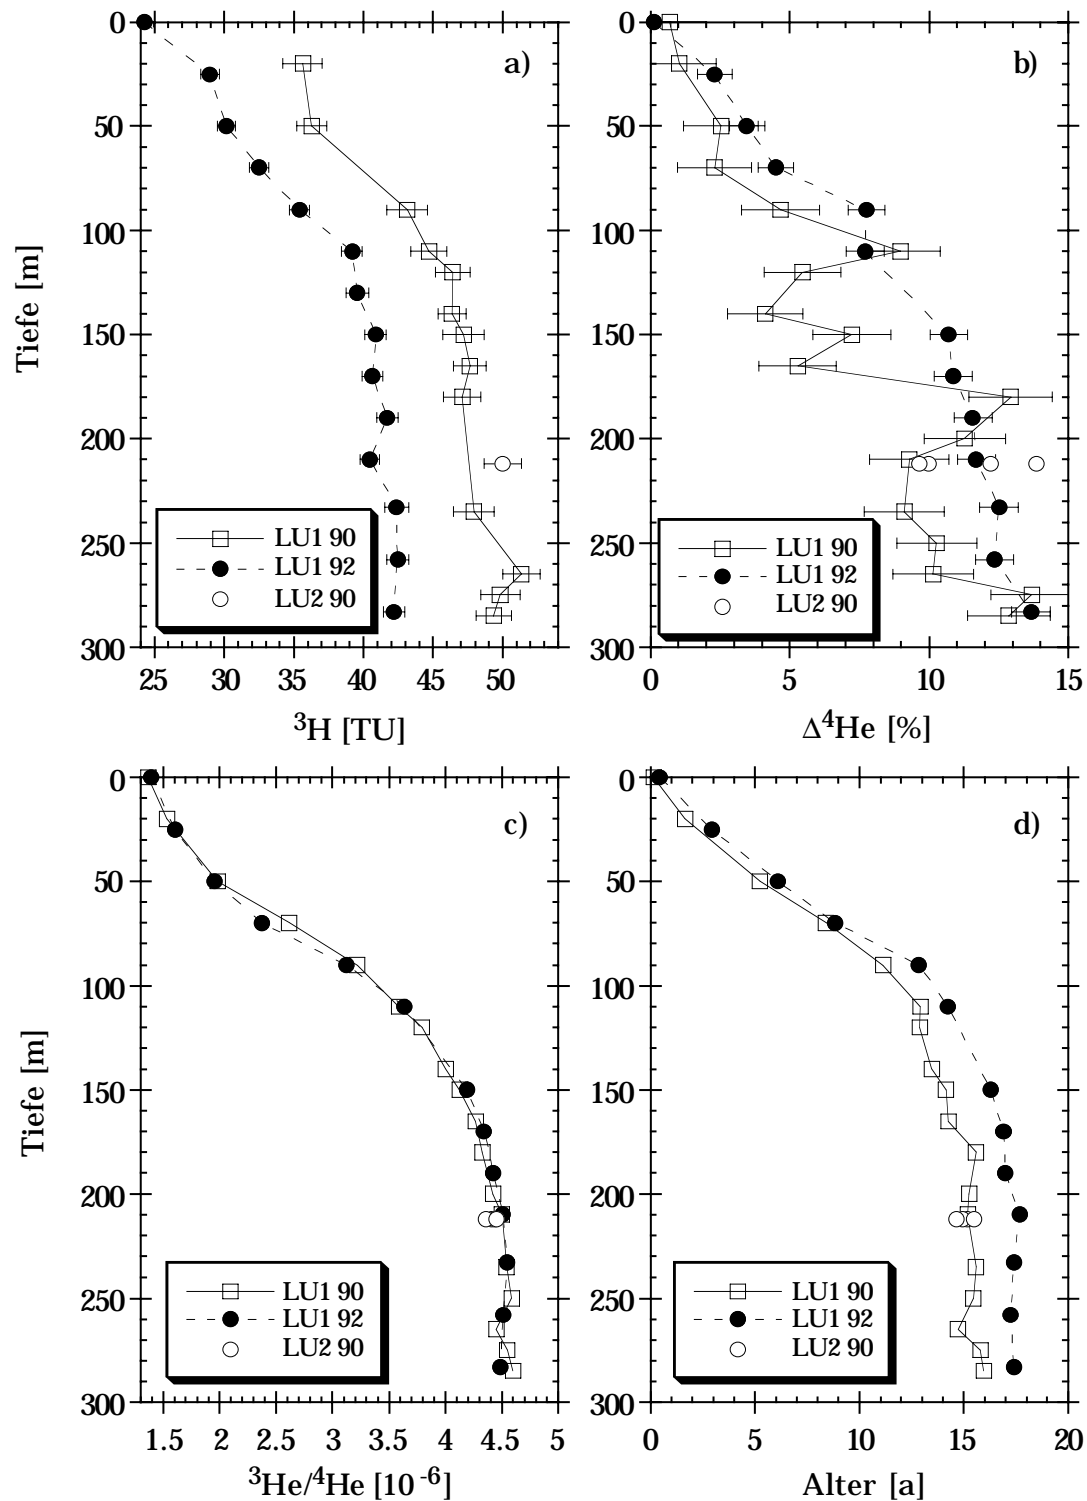 a)
b)
0
50
100
150
200
250
300
Tiefe [m]
LU1 90
LU1 92
LU2 90
25 30 35 40 45 50
³H [TU]
0
50
100
150
200
250
300
LU1 90
LU1 92
LU2 90
0 5 10 15
Δ⁴He [%]
c)
d)
0
50
100
150
200
250
300
Tiefe [m]
LU1 90
LU1 92
LU2 90
1.5 2 2.5 3 3.5 4 4.5 5
³He/⁴He [10⁻⁶]
0
50
100
150
200
250
300
LU1 90
LU1 92
LU2 90
0 5 10 15 20
Alter [a]